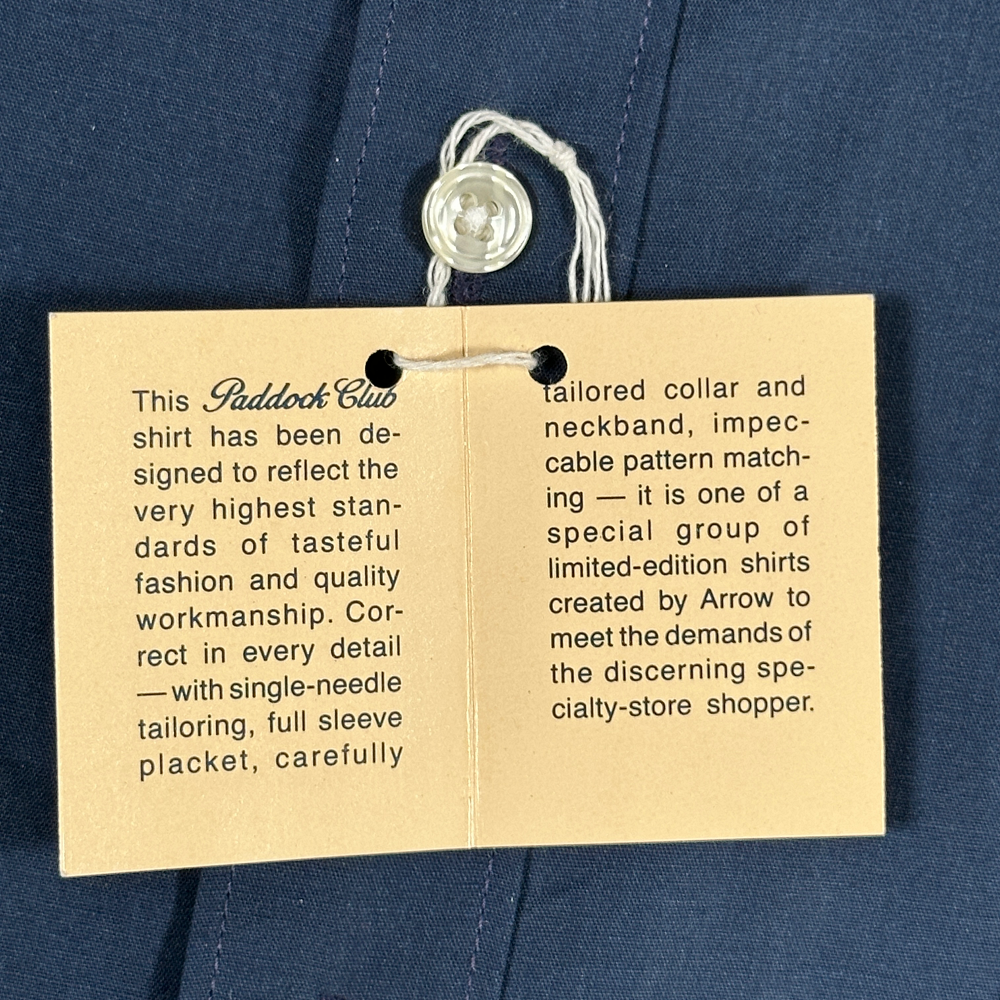 This Paddock Club
shirt has been de-
signed to reflect the
very highest stan-
dards of tasteful
fashion and quality
workmanship. Cor-
rect in every detail
— with single-needle
tailoring, full sleeve
placket, carefully
tailored collar and
neckband, impec-
cable pattern match-
ing — it is one of a
special group of
limited-edition shirts
created by Arrow to
meet the demands of
the discerning spe-
cialty-store shopper.